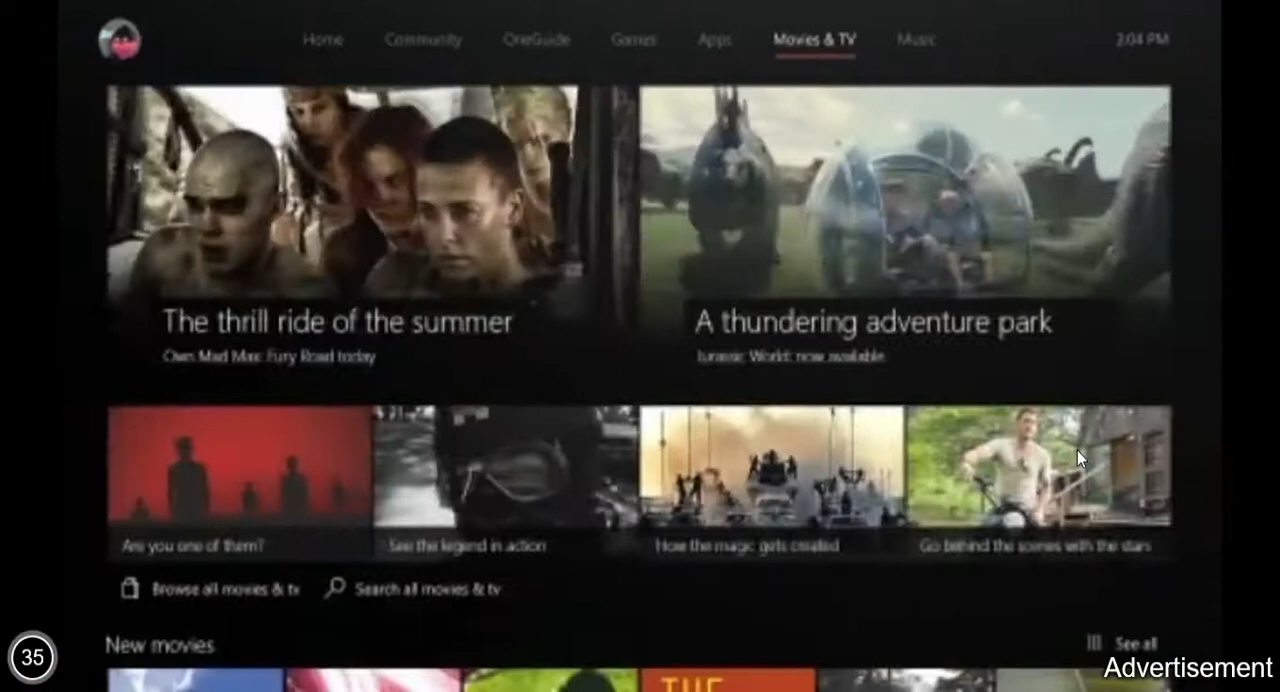 Home Community OneGuide Games Apps Movies & TV Music 2:04 PM
The thrill ride of the summer
Own Mad Max: Fury Road today
A thundering adventure park
Jurassic World: now available
Are you one of them?
See the legend in action
How the magic gets created
Go behind the scenes with the stars
Browse all movies & tv Search all movies & tv
New movies See all
THE
35
Advertisement